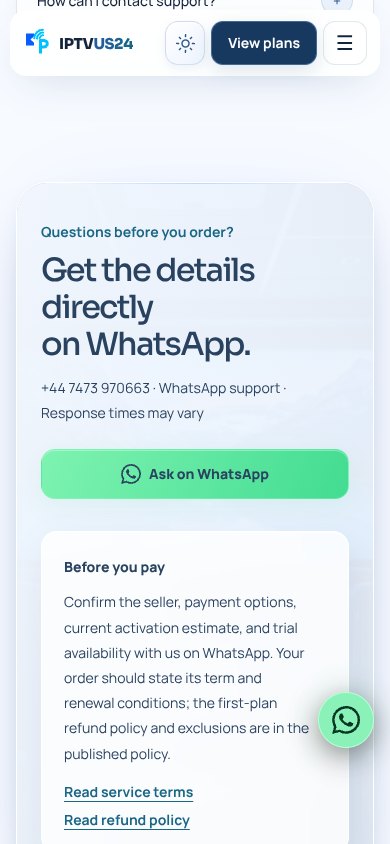 How can I contact support?
+
IPTVUS24
View plans
☰
Questions before you order?
Get the details
directly
on WhatsApp.
+44 7473 970663 · WhatsApp support ·
Response times may vary
Ask on WhatsApp
Before you pay
Confirm the seller, payment options,
current activation estimate, and trial
availability with us on WhatsApp. Your
order should state its term and
renewal conditions; the first-plan
refund policy and exclusions are in the
published policy.
Read service terms
Read refund policy